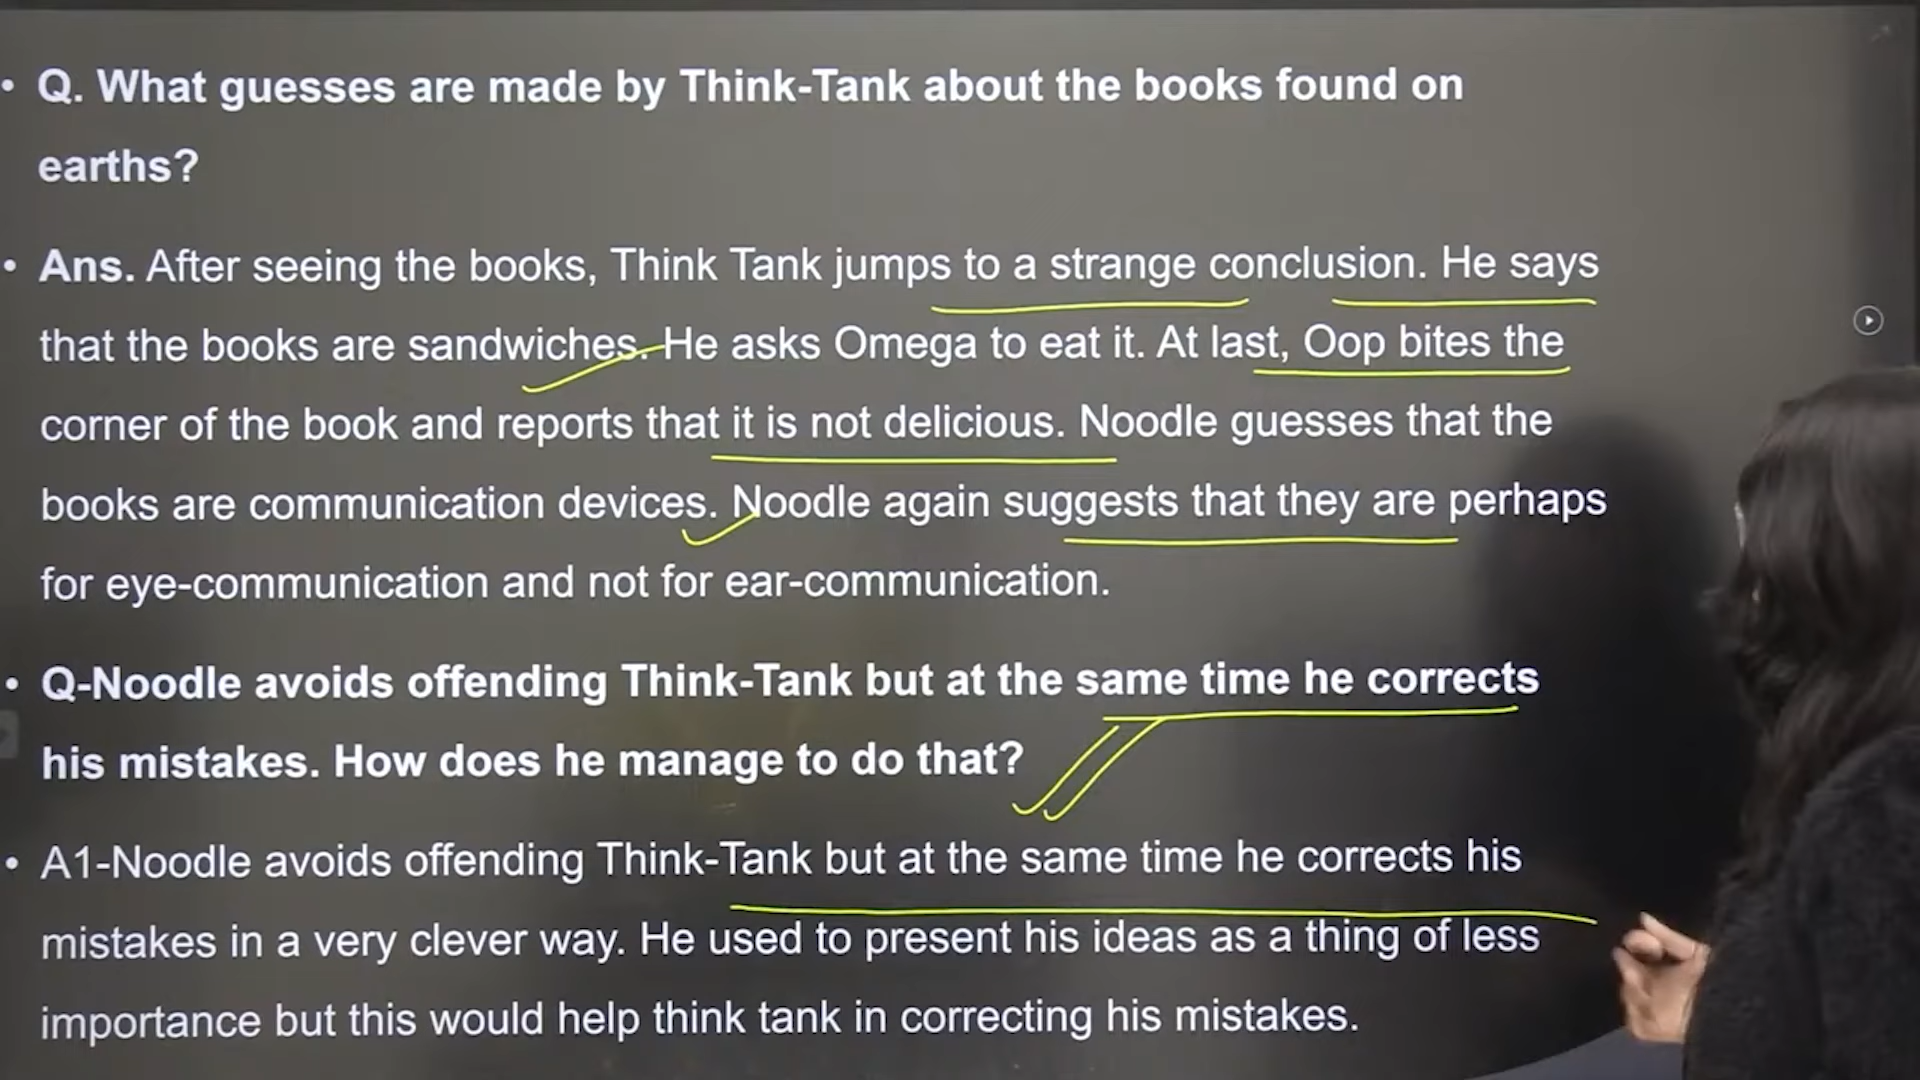 • Q. What guesses are made by Think-Tank about the books found on
earths?
• Ans. After seeing the books, Think Tank jumps to a strange conclusion. He says
that the books are sandwiches. He asks Omega to eat it. At last, Oop bites the
corner of the book and reports that it is not delicious. Noodle guesses that the
books are communication devices. Noodle again suggests that they are perhaps
for eye-communication and not for ear-communication.
• Q-Noodle avoids offending Think-Tank but at the same time he corrects
his mistakes. How does he manage to do that?
• A1-Noodle avoids offending Think-Tank but at the same time he corrects his
mistakes in a very clever way. He used to present his ideas as a thing of less
importance but this would help think tank in correcting his mistakes.